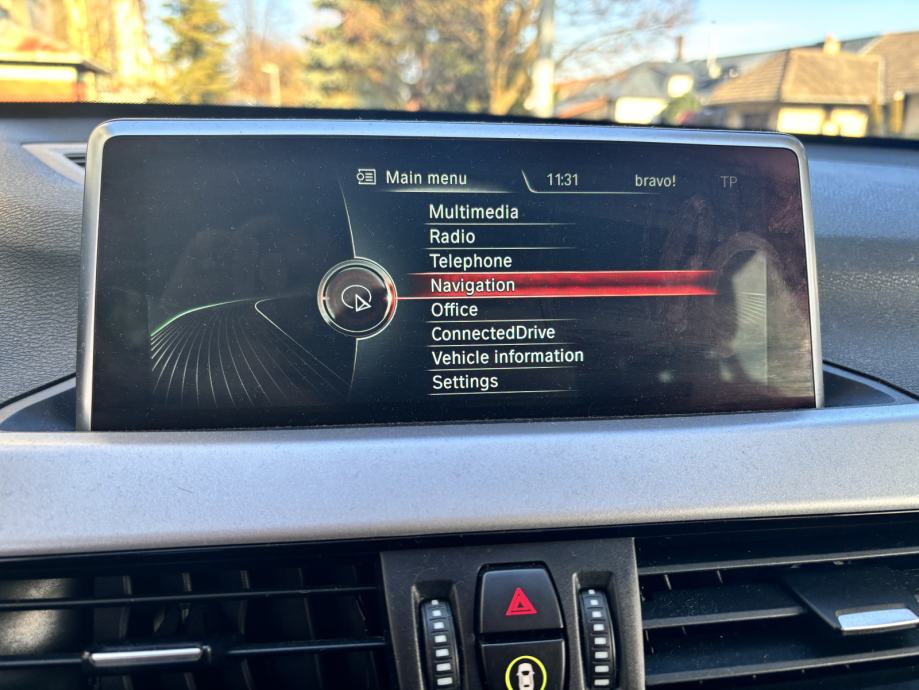 Main menu 11:31 bravo! TP
Multimedia
Radio
Telephone
Navigation
Office
ConnectedDrive
Vehicle information
Settings